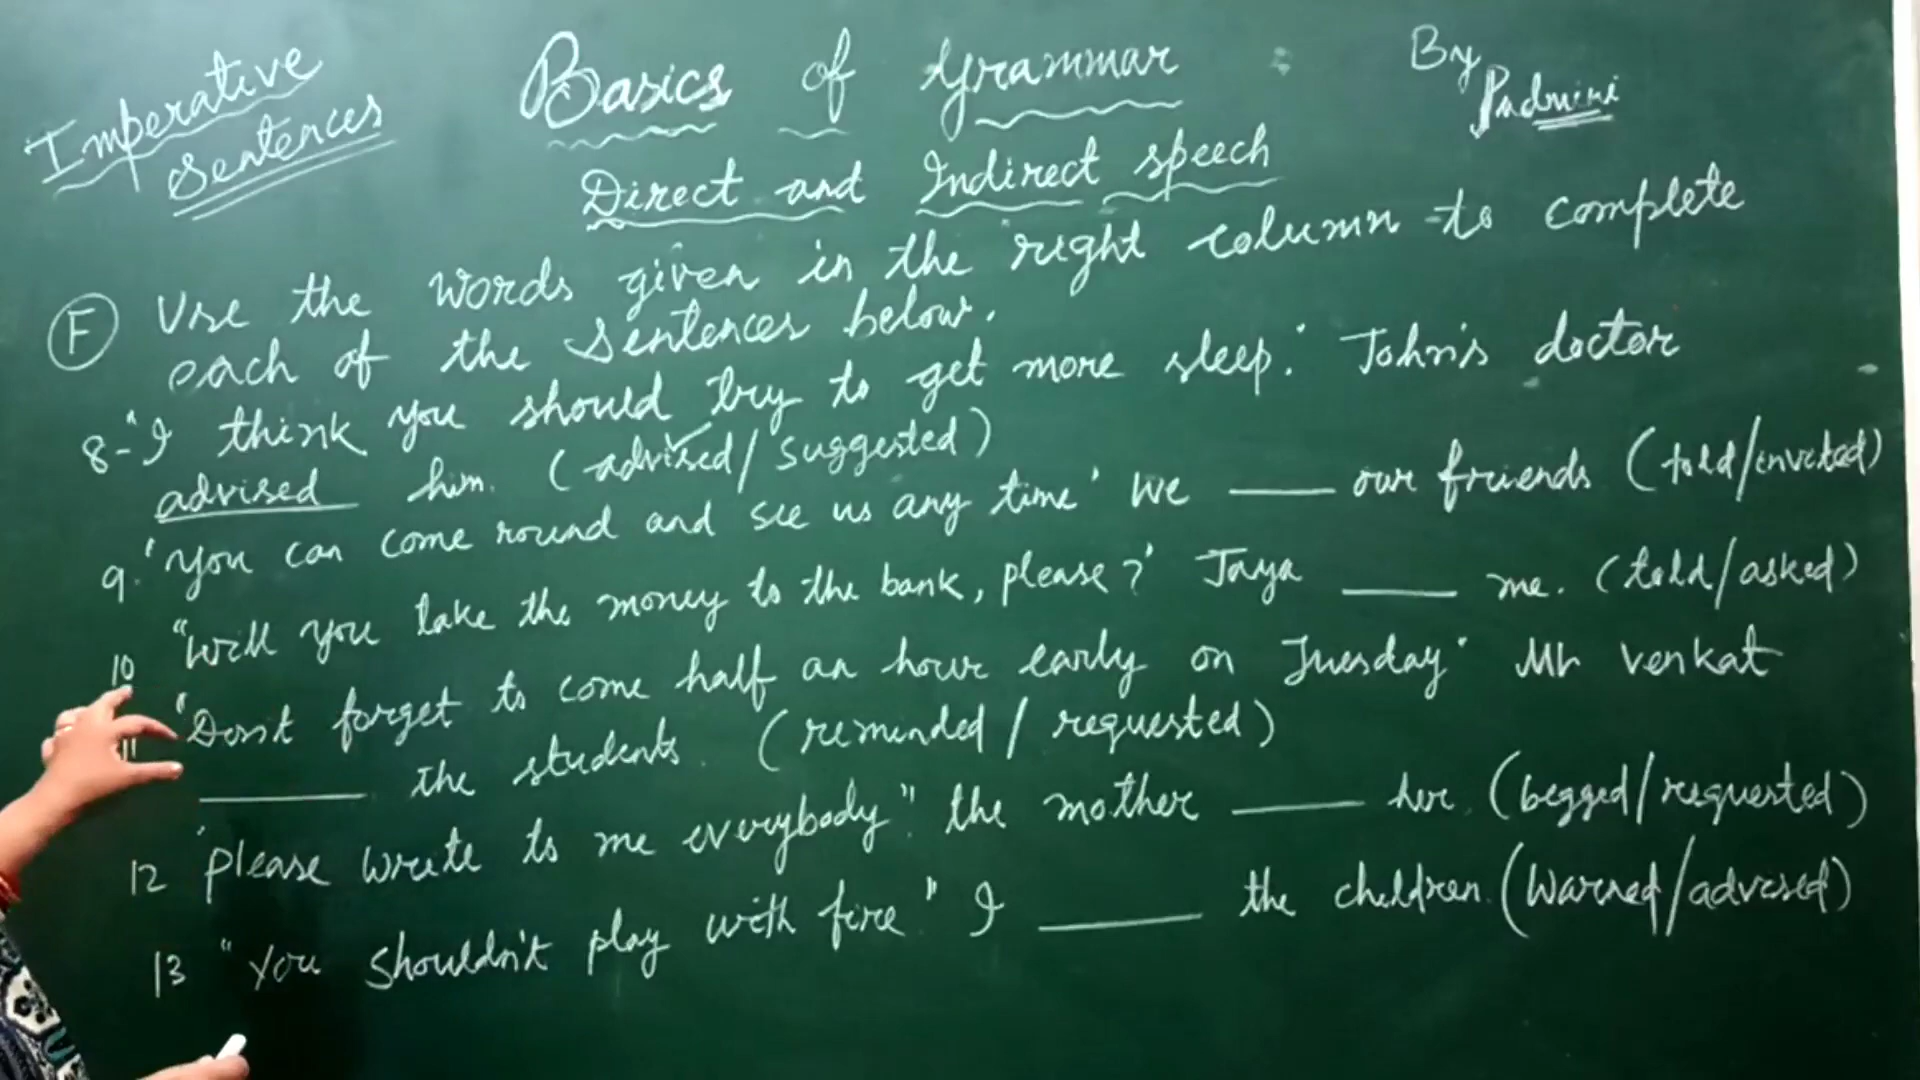 Imperative
Sentences
Basics of Grammar
By
Padmini
Direct and Indirect speech
F Use the words given in the right column to complete
each of the sentences below.
8-"I think you should try to get more sleep." John's doctor
advised him. (advised/suggested)
9. 'You can come round and see us any time' We ____ our friends (told/invited)
10 "Will you take the money to the bank, please?' Jaya ____ me. (told/asked)
11 "Don't forget to come half an hour early on Tuesday" Mr Venkat
____ the students. (reminded/requested)
12 'please write to me everybody" the mother ____ her. (begged/requested)
13 "You shouldn't play with fire" I ____ the children. (Warned/advised)